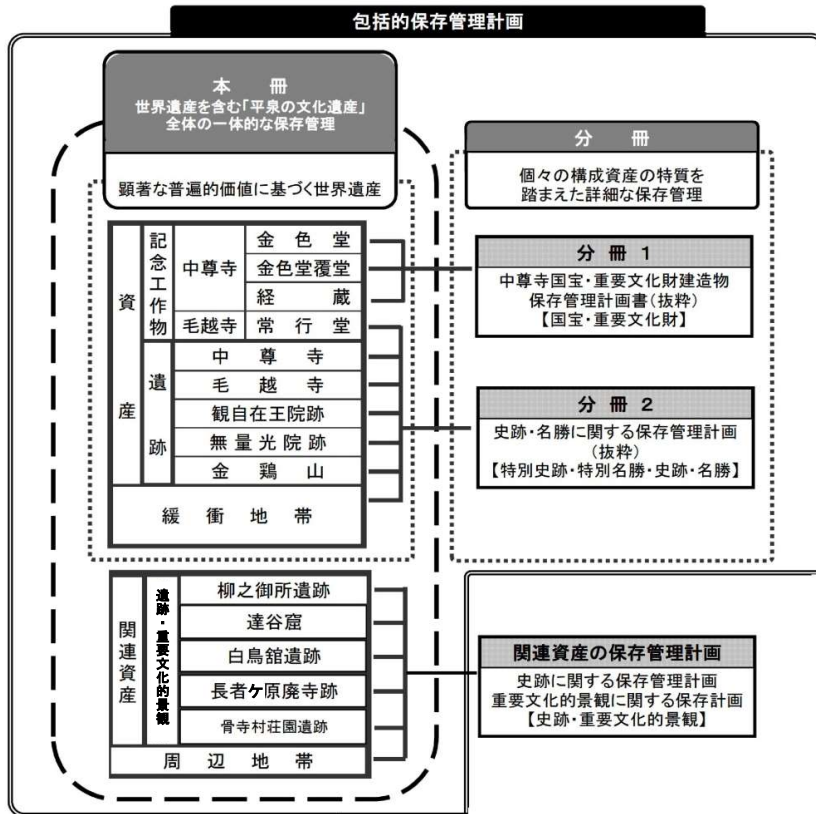 包括的保存管理計画
本冊
世界遺産を含む「平泉の文化遺産」
全体の一体的な保存管理
顕著な普遍的価値に基づく世界遺産
資産
記念工作物
中尊寺
金色堂
金色堂覆堂
経蔵
毛越寺
常行堂
遺跡
中尊寺
毛越寺
観自在王院跡
無量光院跡
金鶏山
緩衝地帯
関連資産
遺跡・重要文化的景観
柳之御所遺跡
達谷窟
白鳥舘遺跡
長者ケ原廃寺跡
骨寺村荘園遺跡
周辺地帯
分冊
個々の構成資産の特質を
踏まえた詳細な保存管理
分冊1
中尊寺国宝・重要文化財建造物
保存管理計画書(抜粋)
【国宝・重要文化財】
分冊2
史跡・名勝に関する保存管理計画
(抜粋)
【特別史跡・特別名勝・史跡・名勝】
関連資産の保存管理計画
史跡に関する保存管理計画
重要文化的景観に関する保存計画
【史跡・重要文化的景観】